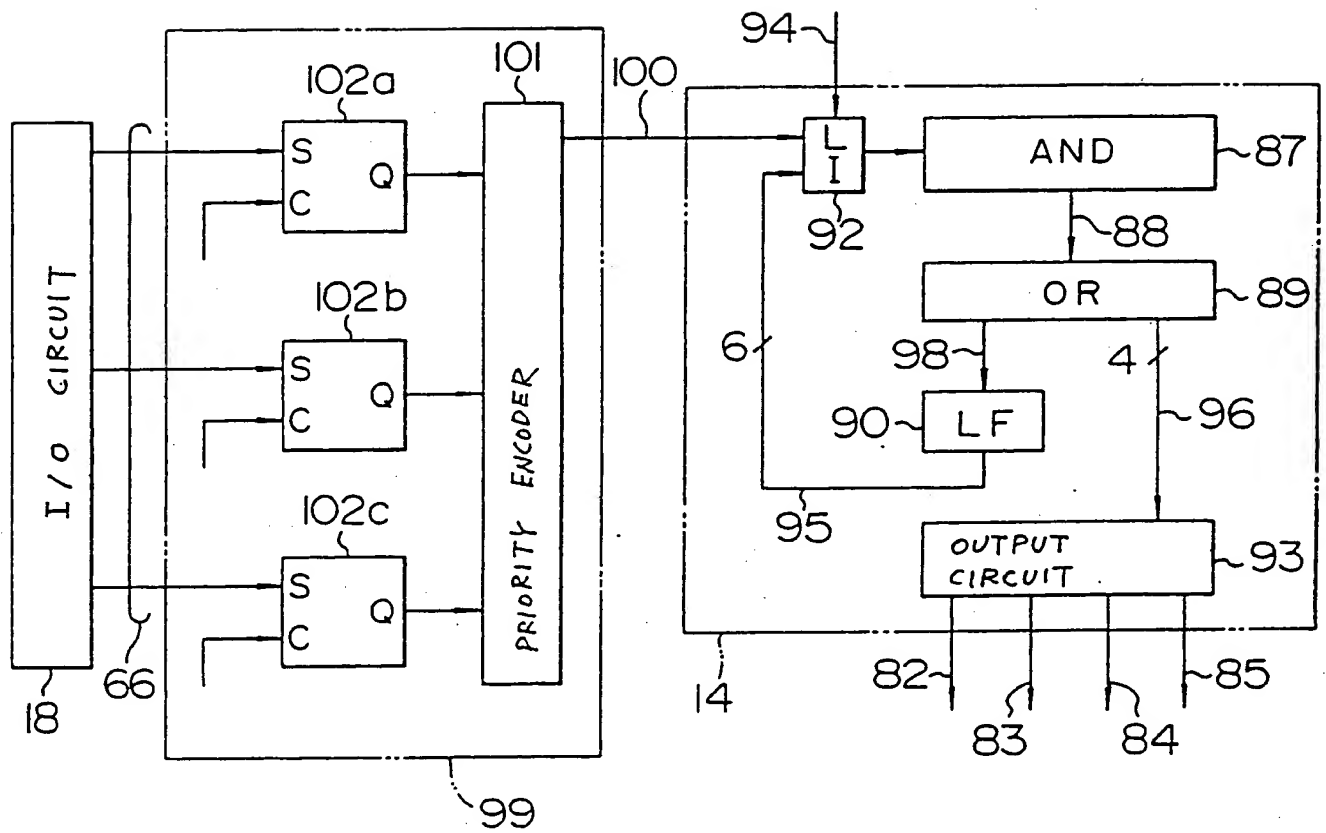 94
101
100
102a
S
Q
C
L
I
92
AND
87
88
102b
S
Q
C
OR
89
6
98
4
I/O CIRCUIT
PRIORITY ENCODER
90
LF
96
102c
95
S
Q
C
OUTPUT
CIRCUIT
93
66
18
14
82
83
84
85
99